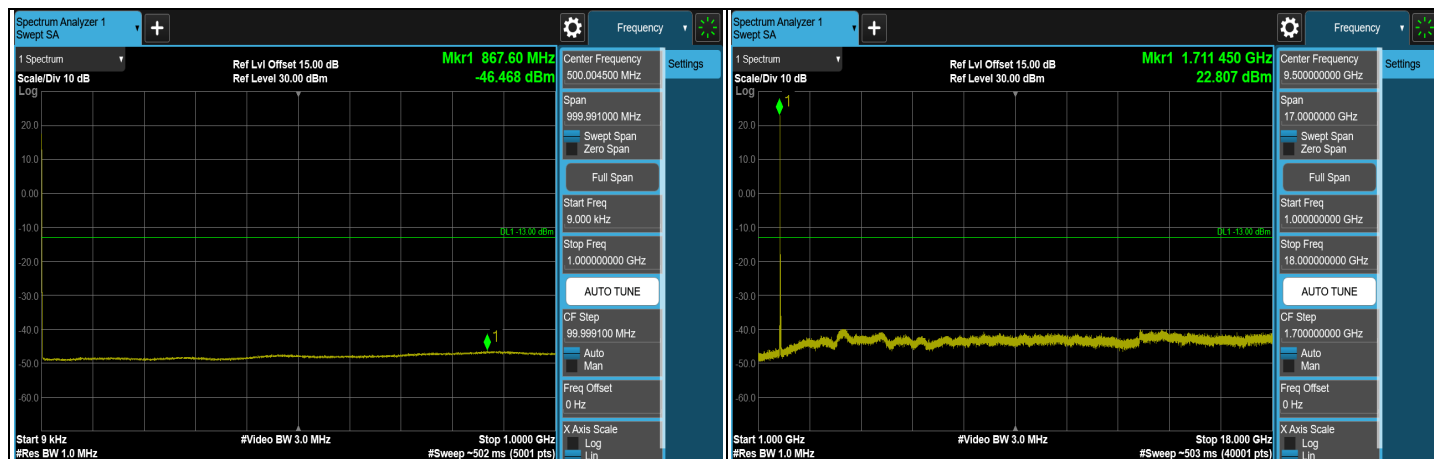 Spectrum Analyzer 1
Swept SA
+
Frequency
1 Spectrum
Scale/Div 10 dB
Log
Ref Lvl Offset 15.00 dB
Ref Level 30.00 dBm
Mkr1 867.60 MHz
-46.468 dBm
1
20.0
10.0
0.00
-10.0
-20.0
-30.0
-40.0
-50.0
-60.0
DL1 -13.00 dBm
Start 9 kHz
#Res BW 1.0 MHz
#Video BW 3.0 MHz
Stop 1.0000 GHz
#Sweep ~502 ms (5001 pts)
Center Frequency
500.004500 MHz
Span
999.991000 MHz
Swept Span
Zero Span
Full Span
Start Freq
9.000 kHz
Stop Freq
1.000000000 GHz
AUTO TUNE
CF Step
99.999100 MHz
Auto
Man
Freq Offset
0 Hz
X Axis Scale
Log
Lin
Settings
Spectrum Analyzer 1
Swept SA
+
Frequency
1 Spectrum
Scale/Div 10 dB
Log
Ref Lvl Offset 15.00 dB
Ref Level 30.00 dBm
Mkr1 1.711 450 GHz
22.807 dBm
1
20.0
10.0
0.00
-10.0
-20.0
-30.0
-40.0
-50.0
-60.0
DL1 -13.00 dBm
Start 1.000 GHz
#Res BW 1.0 MHz
#Video BW 3.0 MHz
Stop 18.000 GHz
#Sweep ~503 ms (40001 pts)
Center Frequency
9.500000000 GHz
Span
17.0000000 GHz
Swept Span
Zero Span
Full Span
Start Freq
1.000000000 GHz
Stop Freq
18.000000000 GHz
AUTO TUNE
CF Step
1.700000000 GHz
Auto
Man
Freq Offset
0 Hz
X Axis Scale
Log
Lin
Settings